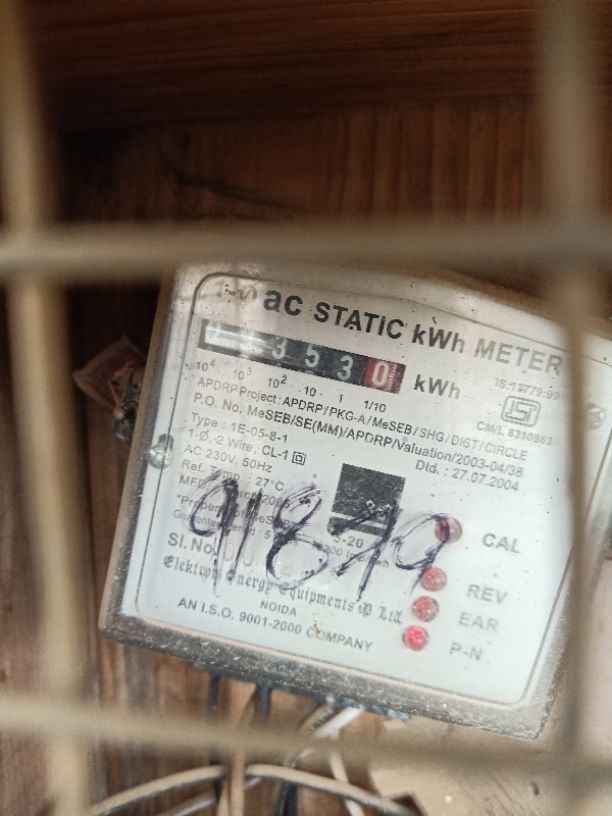 1-Ø ac STATIC kWh METER
3530 kWh
10⁴ 10³ 10² 10 1 1/10
IS:13779:99
APDRP Project : APDRP/PKG-A/MeSEB/SHG/DIST/CIRCLE
CM/L 8310863
P.O. No. MeSEB/SE(MM)/APDRP/Valuation/2003-04/38
Dtd. : 27.07.2004
Type : 1E-05-8-1
1-Ø, -2 Wire, CL-1
AC 230V, 50Hz
Ref. Temp : 27°C
91879
S-20
CAL
Sl. No.
REV
Elektron Energy Equipments P Ltd.
EAR
NOIDA
P-N
AN I.S.O. 9001-2000 COMPANY